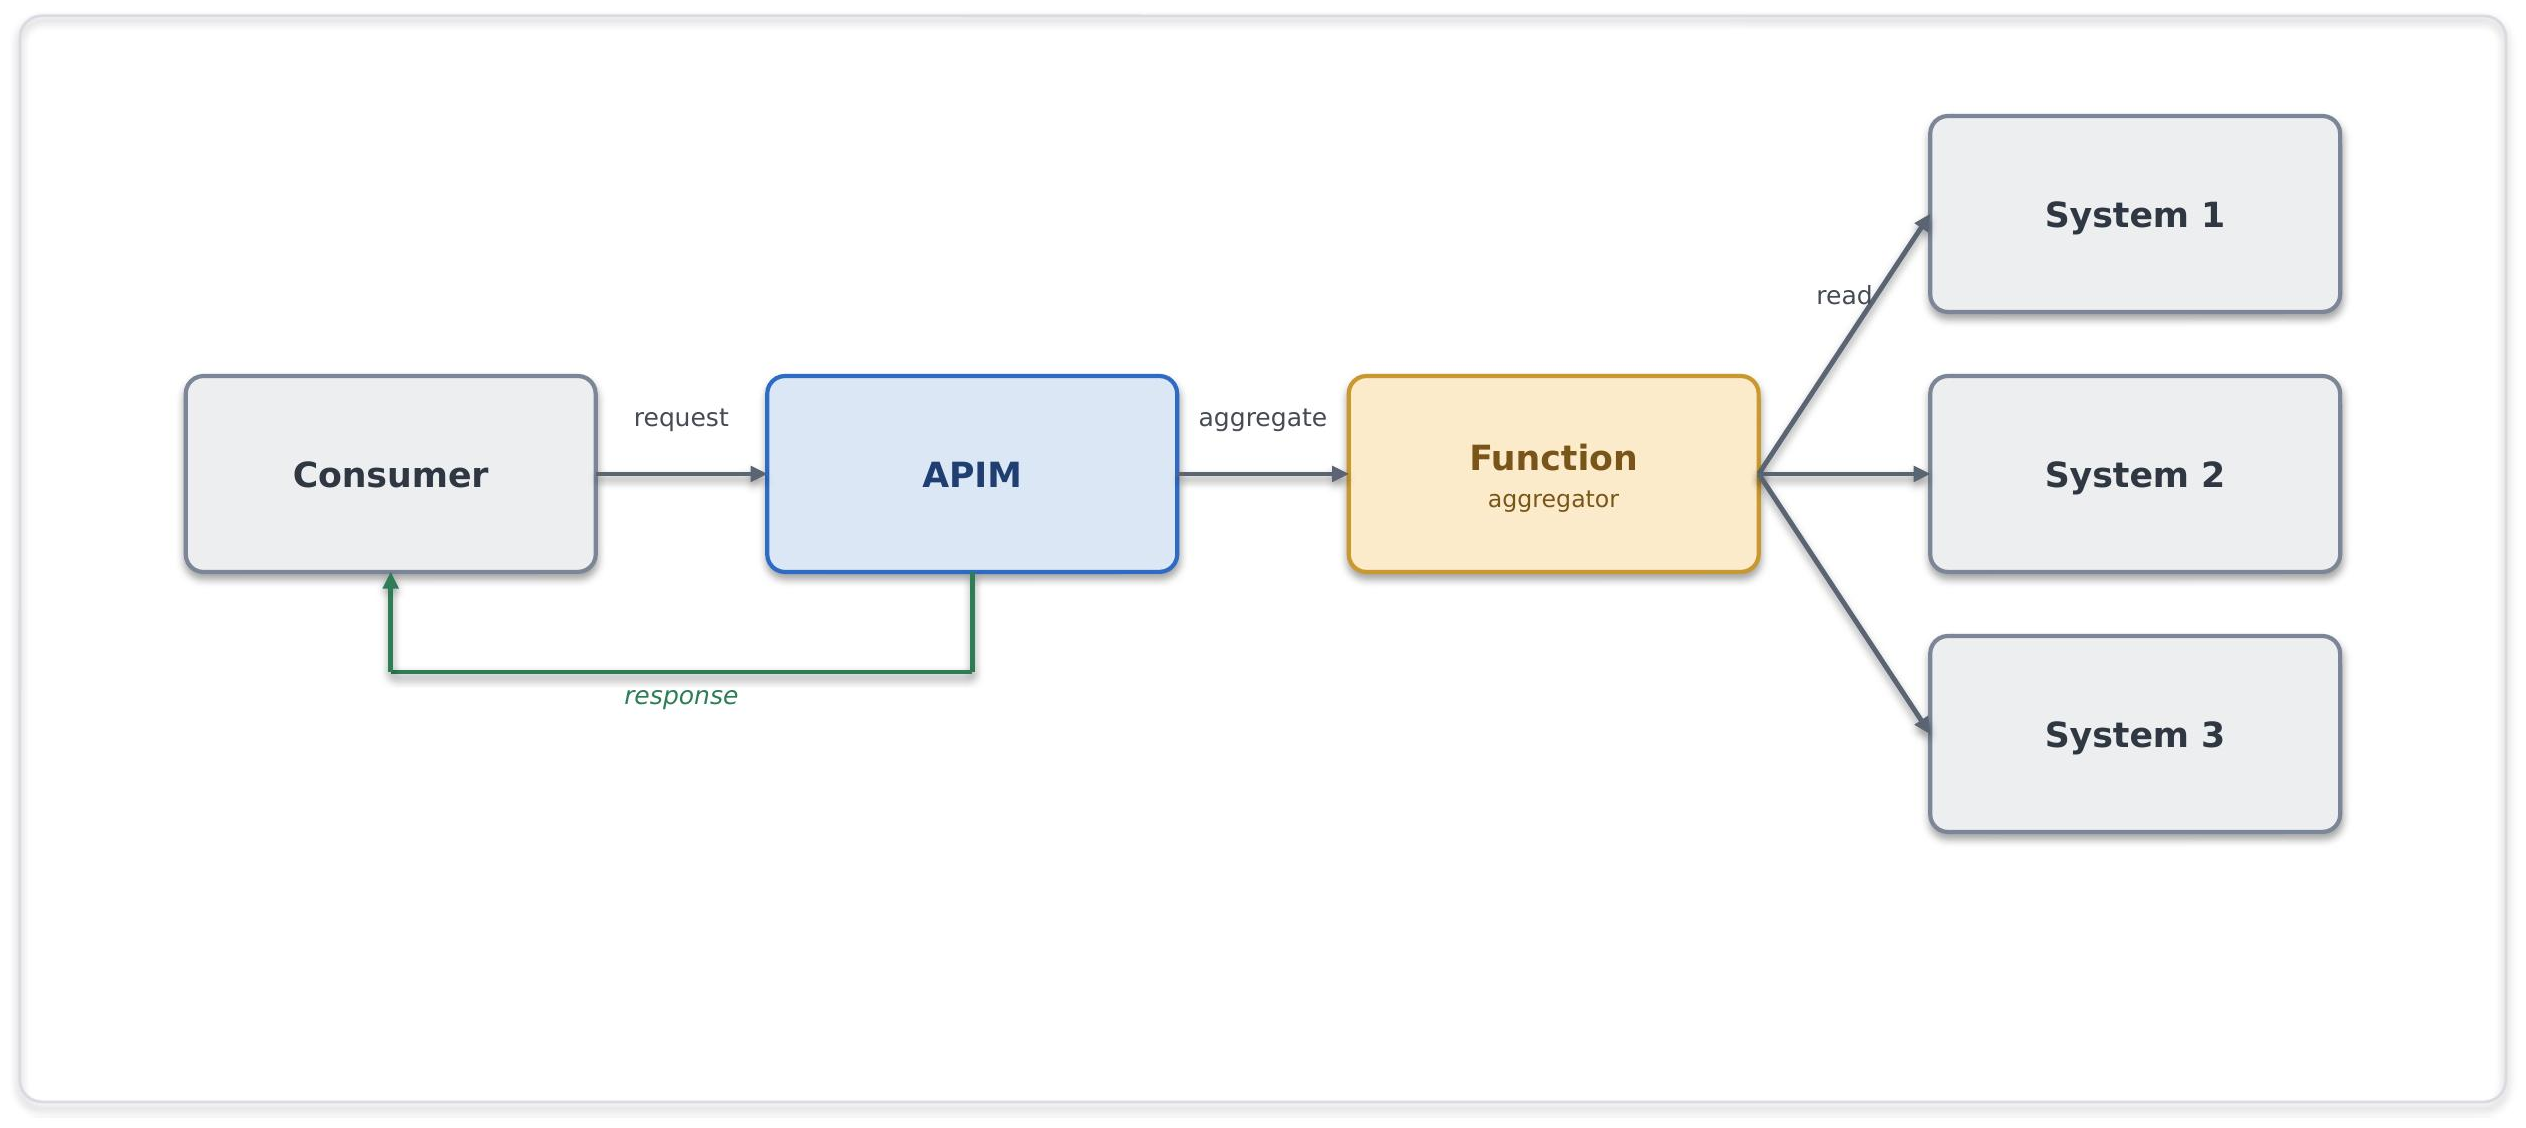 System 1
read
request
aggregate
Consumer
APIM
Function
aggregator
System 2
response
System 3